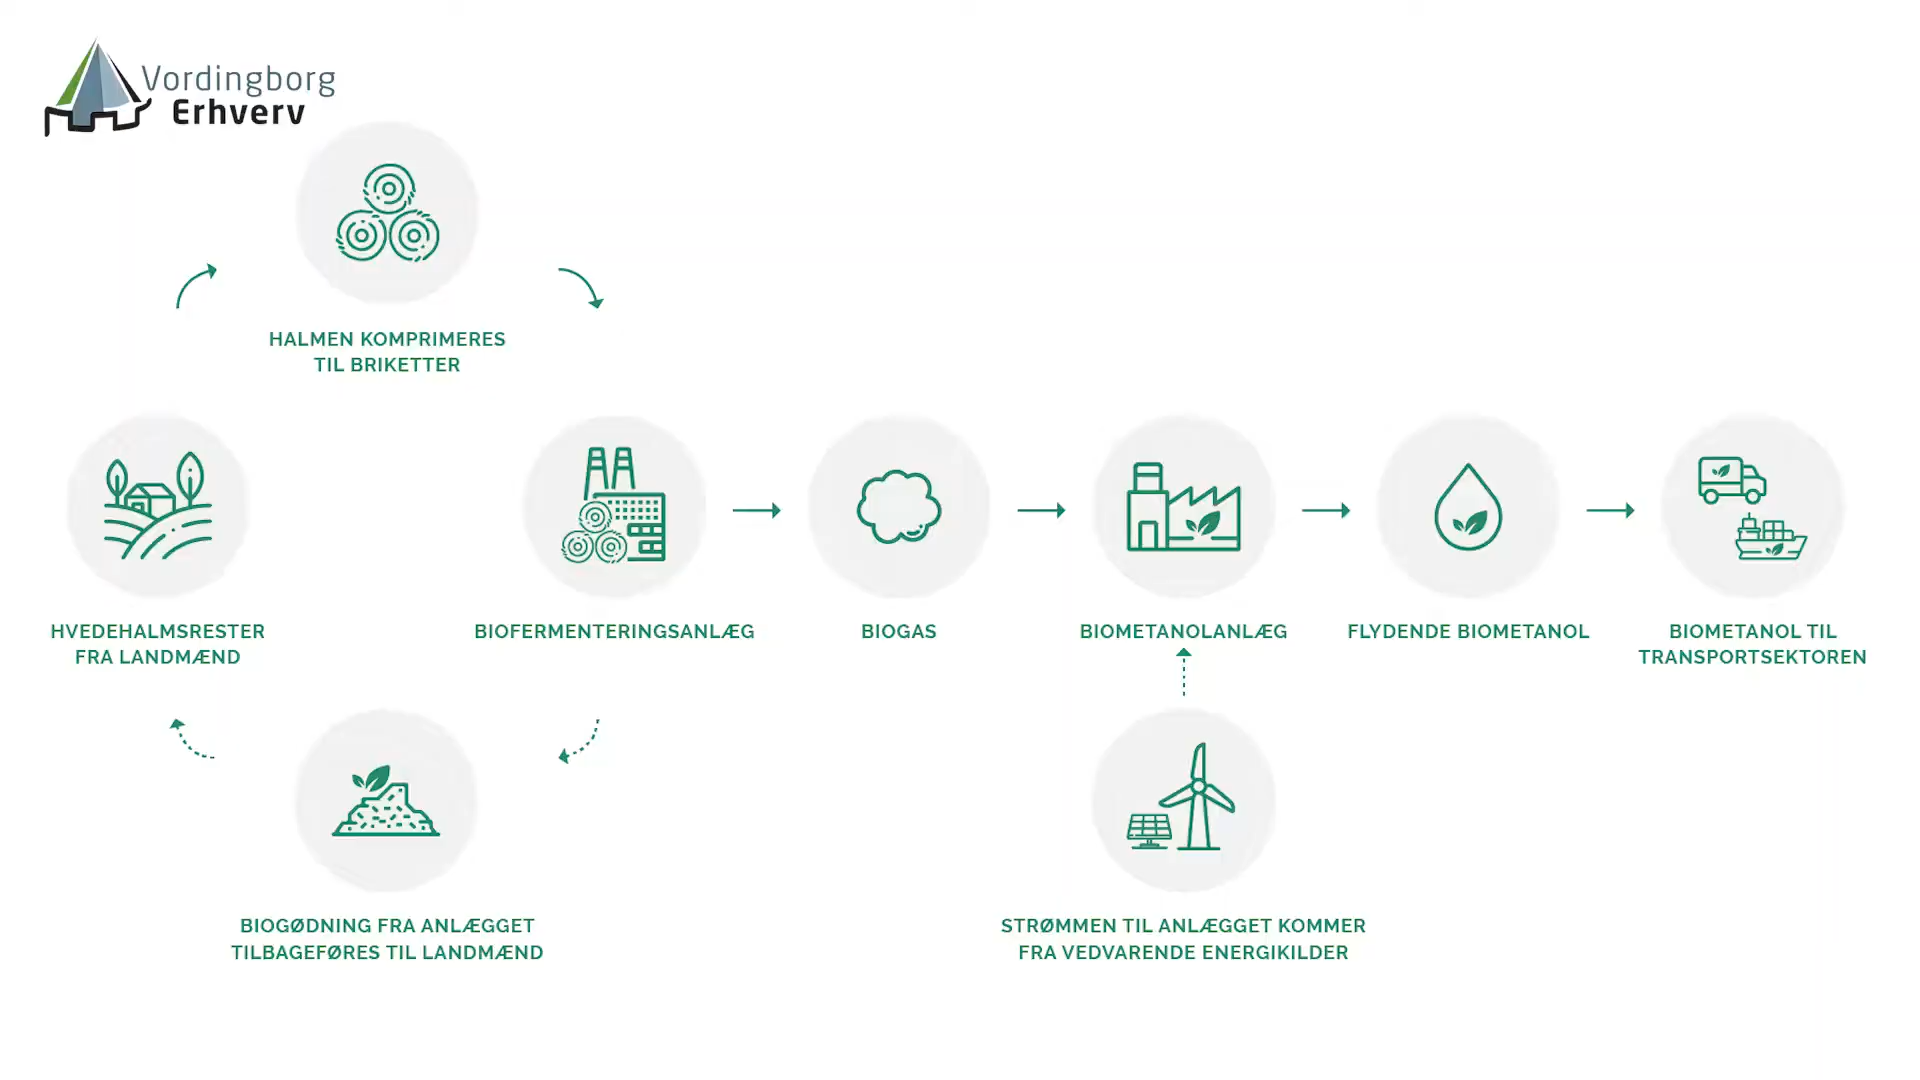 Vordingborg
Erhverv
HALMEN KOMPRIMERES
TIL BRIKETTER
HVEDEHALMSRESTER
FRA LANDMÆND
BIOFERMENTERINGSANLÆG
BIOGAS
BIOMETANOLANLÆG
FLYDENDE BIOMETANOL
BIOMETANOL TIL
TRANSPORTSEKTOREN
BIOGØDNING FRA ANLÆGGET
TILBAGEFØRES TIL LANDMÆND
STRØMMEN TIL ANLÆGGET KOMMER
FRA VEDVARENDE ENERGIKILDER